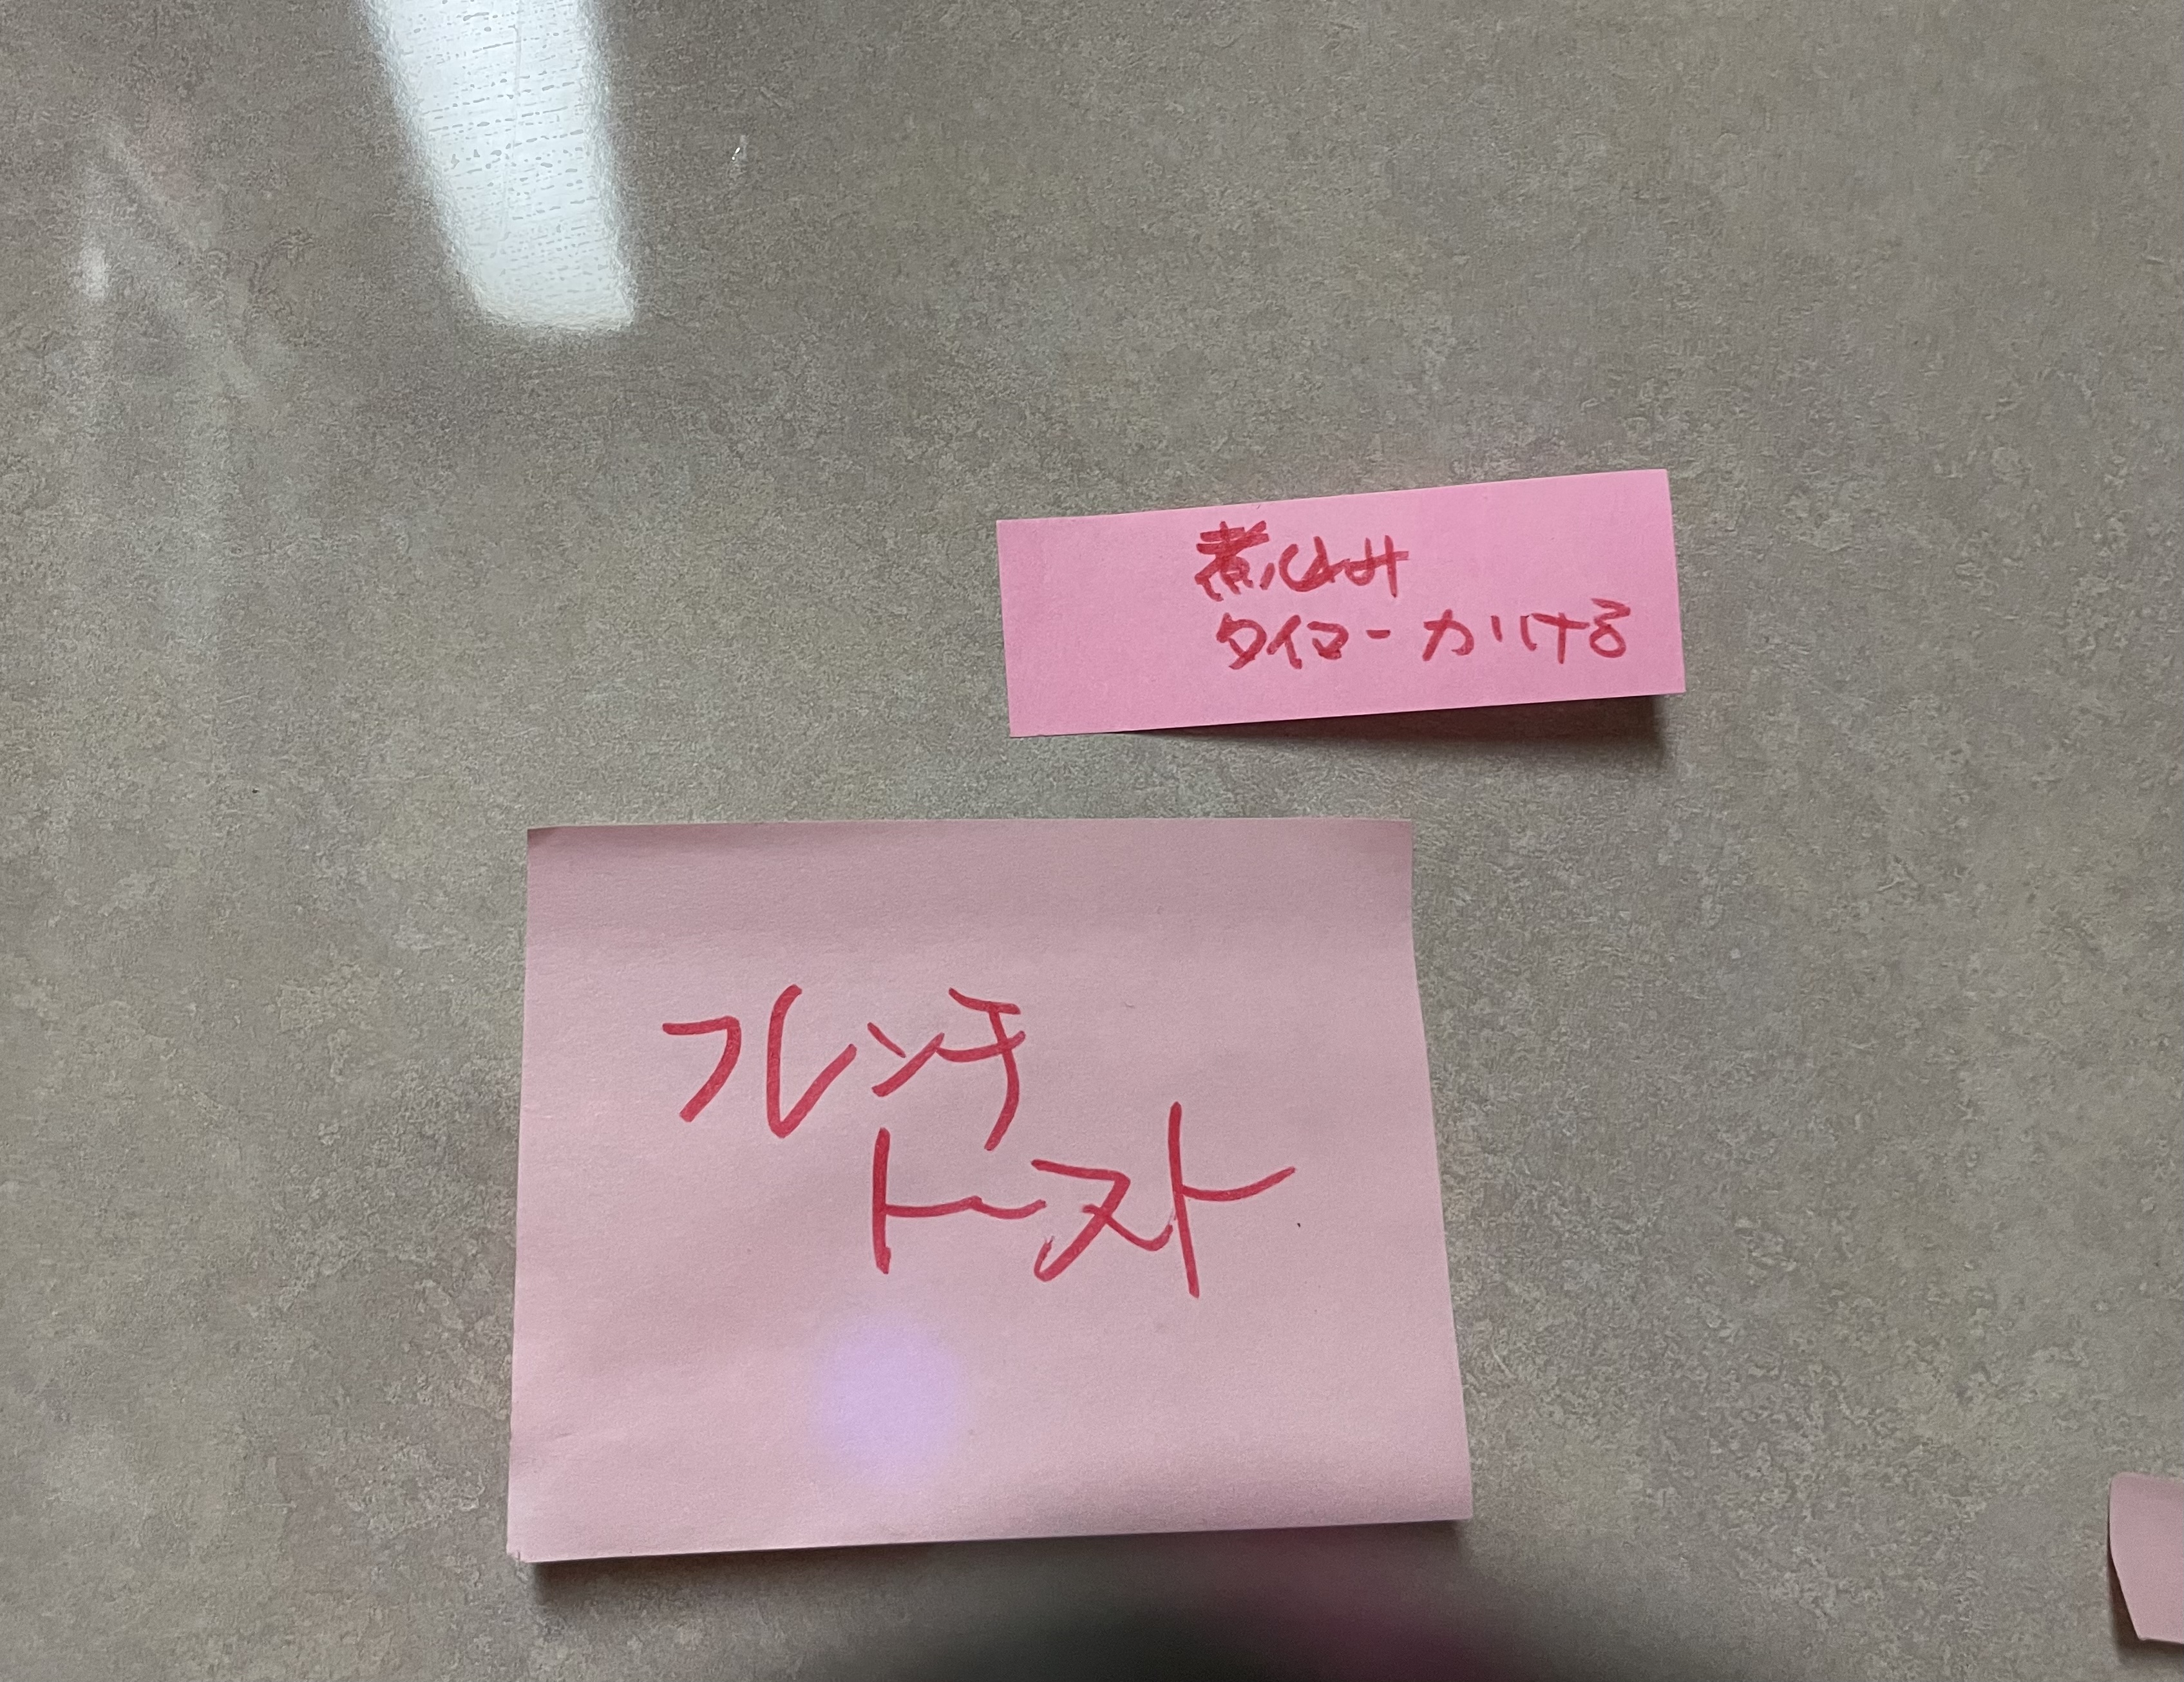 煮込み
タイマーかける
フレンチ
トースト